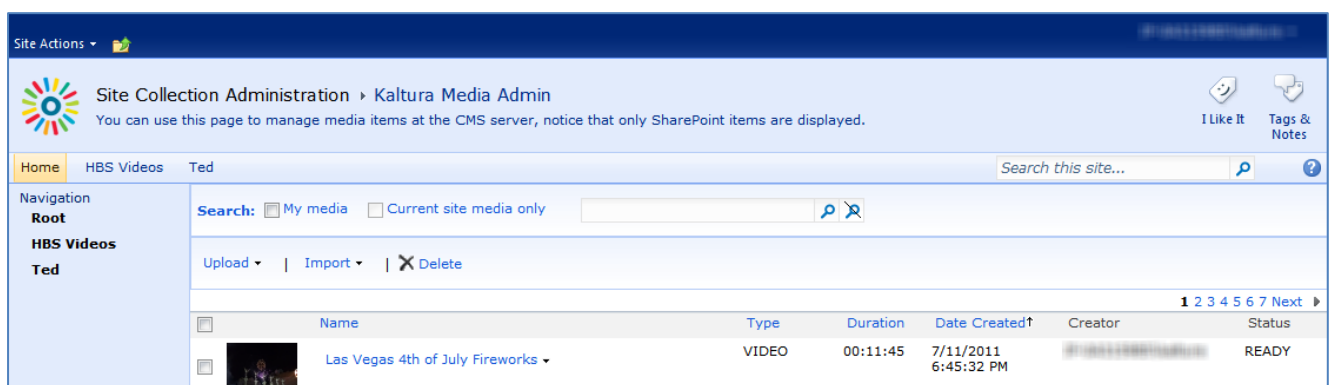 Site Actions
Site Collection Administration › Kaltura Media Admin
You can use this page to manage media items at the CMS server, notice that only SharePoint items are displayed.
I Like It
Tags & Notes
Home HBS Videos Ted
Search this site...
Navigation
Root
HBS Videos
Ted
Search: My media Current site media only
Upload | Import | Delete
1 2 3 4 5 6 7 Next
Name Type Duration Date Created↑ Creator Status
Las Vegas 4th of July Fireworks VIDEO 00:11:45 7/11/2011 READY
6:45:32 PM